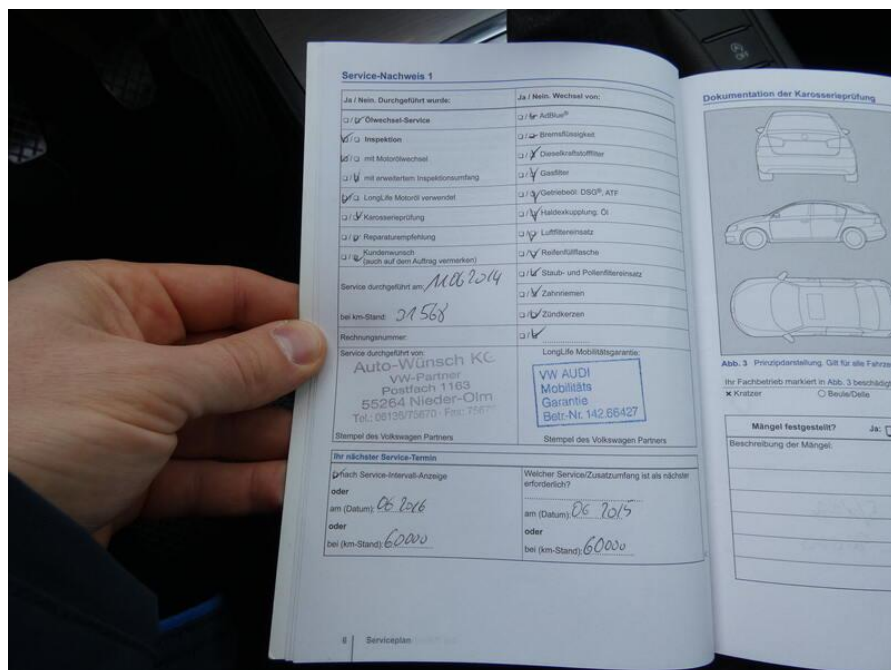 OFF
Service-Nachweis 1
Ja / Nein. Durchgeführt wurde:
Ölwechsel-Service
Inspektion
mit Motorölwechsel
mit erweitertem Inspektionsumfang
LongLife Motoröl verwendet
Karosserieprüfung
Reparaturempfehlung
Kundenwunsch
(auch auf dem Auftrag vermerken)
Service durchgeführt am: 11.06 2014
bei km-Stand: 31568
Rechnungsnummer:
Service durchgeführt von:
Auto-Wünsch KG
VW-Partner
Postfach 1163
55264 Nieder-Olm
Tel.: 06136/75670 - Fax:
Stempel des Volkswagen Partners
Ja / Nein. Wechsel von:
AdBlue®
Bremsflüssigkeit
Dieselkraftstofffilter
Gasfilter
Getriebeöl: DSG®, ATF
Haldexkupplung: Öl
Luftfiltereinsatz
Reifenfüllflasche
Staub- und Pollenfiltereinsatz
Zahnriemen
Zündkerzen
LongLife Mobilitätsgarantie:
VW AUDI
Mobilitäts
Garantie
Betr.-Nr. 142.66427
Stempel des Volkswagen Partners
Ihr nächster Service-Termin
nach Service-Intervall-Anzeige
oder
am (Datum): 06 2016
oder
bei (km-Stand): 60000
Welcher Service/Zusatzumfang ist als nächster
erforderlich?
am (Datum): 06 2015
oder
bei (km-Stand): 60000
8 Serviceplan
Dokumentation der Karosserieprüfung
Abb. 3 Prinzipdarstellung. Gilt für alle
Ihr Fachbetrieb markiert in Abb. 3
Kratzer Beule/Delle
Mängel festgestellt? Ja:
Beschreibung der Mängel: